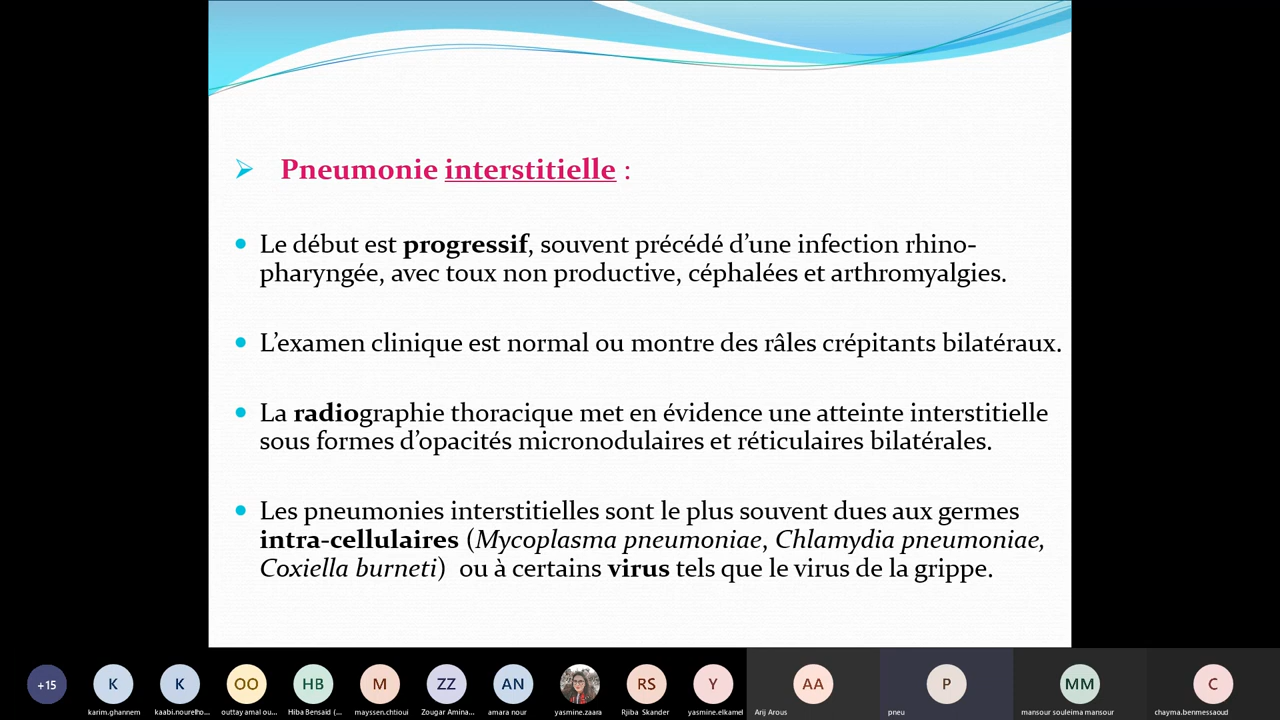 Pneumonie interstitielle :
Le début est progressif, souvent précédé d’une infection rhino-
pharyngée, avec toux non productive, céphalées et arthromyalgies.
L’examen clinique est normal ou montre des râles crépitants bilatéraux.
La radiographie thoracique met en évidence une atteinte interstitielle
sous formes d’opacités micronodulaires et réticulaires bilatérales.
Les pneumonies interstitielles sont le plus souvent dues aux germes
intra-cellulaires (Mycoplasma pneumoniae, Chlamydia pneumoniae,
Coxiella burneti) ou à certains virus tels que le virus de la grippe.
+15 K K OO HB M ZZ AN RS Y AA P MM C
karim.ghannem kaabi.nourelho... outtay amal ou... Hiba Bensaid (... mayssen.chtioui Zougar Amina... amara nour yasmine.zaara Rjiba Skander yasmine.elkamel Arij Arous pneu mansour souleima mansour chayma.benmessaoud